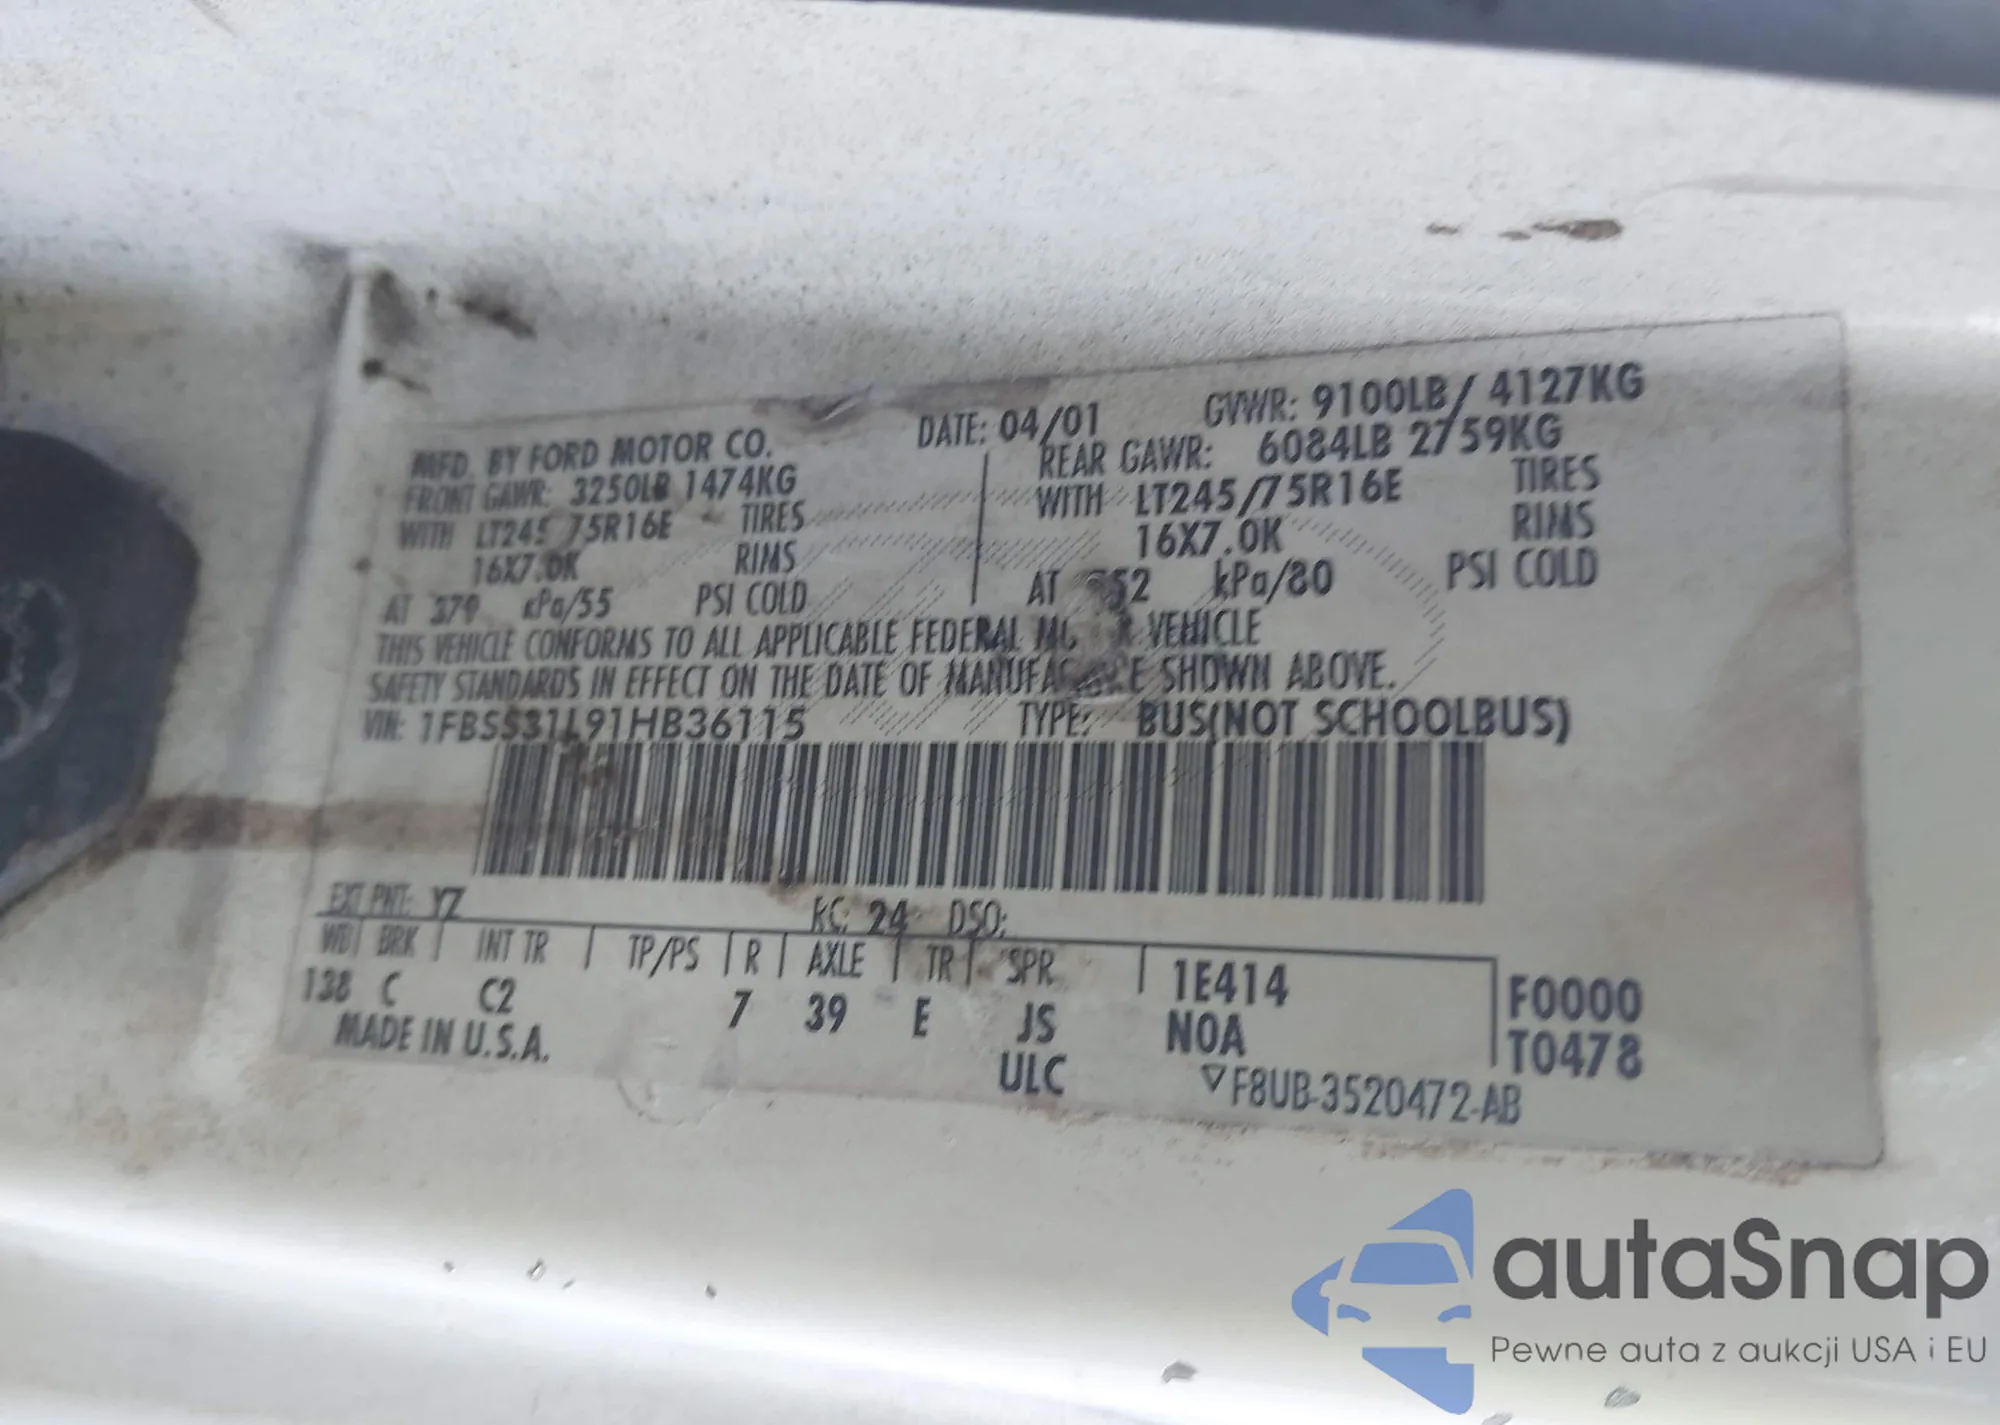 MFD. BY FORD MOTOR CO. DATE: 04/01 GVWR: 9100LB/ 4127KG
FRONT GAWR: 3250LB 1474KG REAR GAWR: 6084LB 2759KG
WITH LT245 75R16E TIRES WITH LT245/75R16E TIRES
16X7.0K RIMS 16X7.0K RIMS
AT 379 kPa/55 PSI COLD AT 552 kPa/80 PSI COLD
THIS VEHICLE CONFORMS TO ALL APPLICABLE FEDERAL VEHICLE
SAFETY STANDARDS IN EFFECT ON THE DATE OF MANUFACTURE SHOWN ABOVE.
VIN: 1FBSS31L91HB36115 TYPE: BUS(NOT SCHOOLBUS)
EXT PNT: YZ RC: 24 DSO:
WB BRK INT TR TP/PS R AXLE TR SPR 1E414 F0000
138 C C2 7 39 E JS N0A T0478
MADE IN U.S.A. ULC ▽F8UB-3520472-AB
autaSnap
Pewne auta z aukcji USA i EU